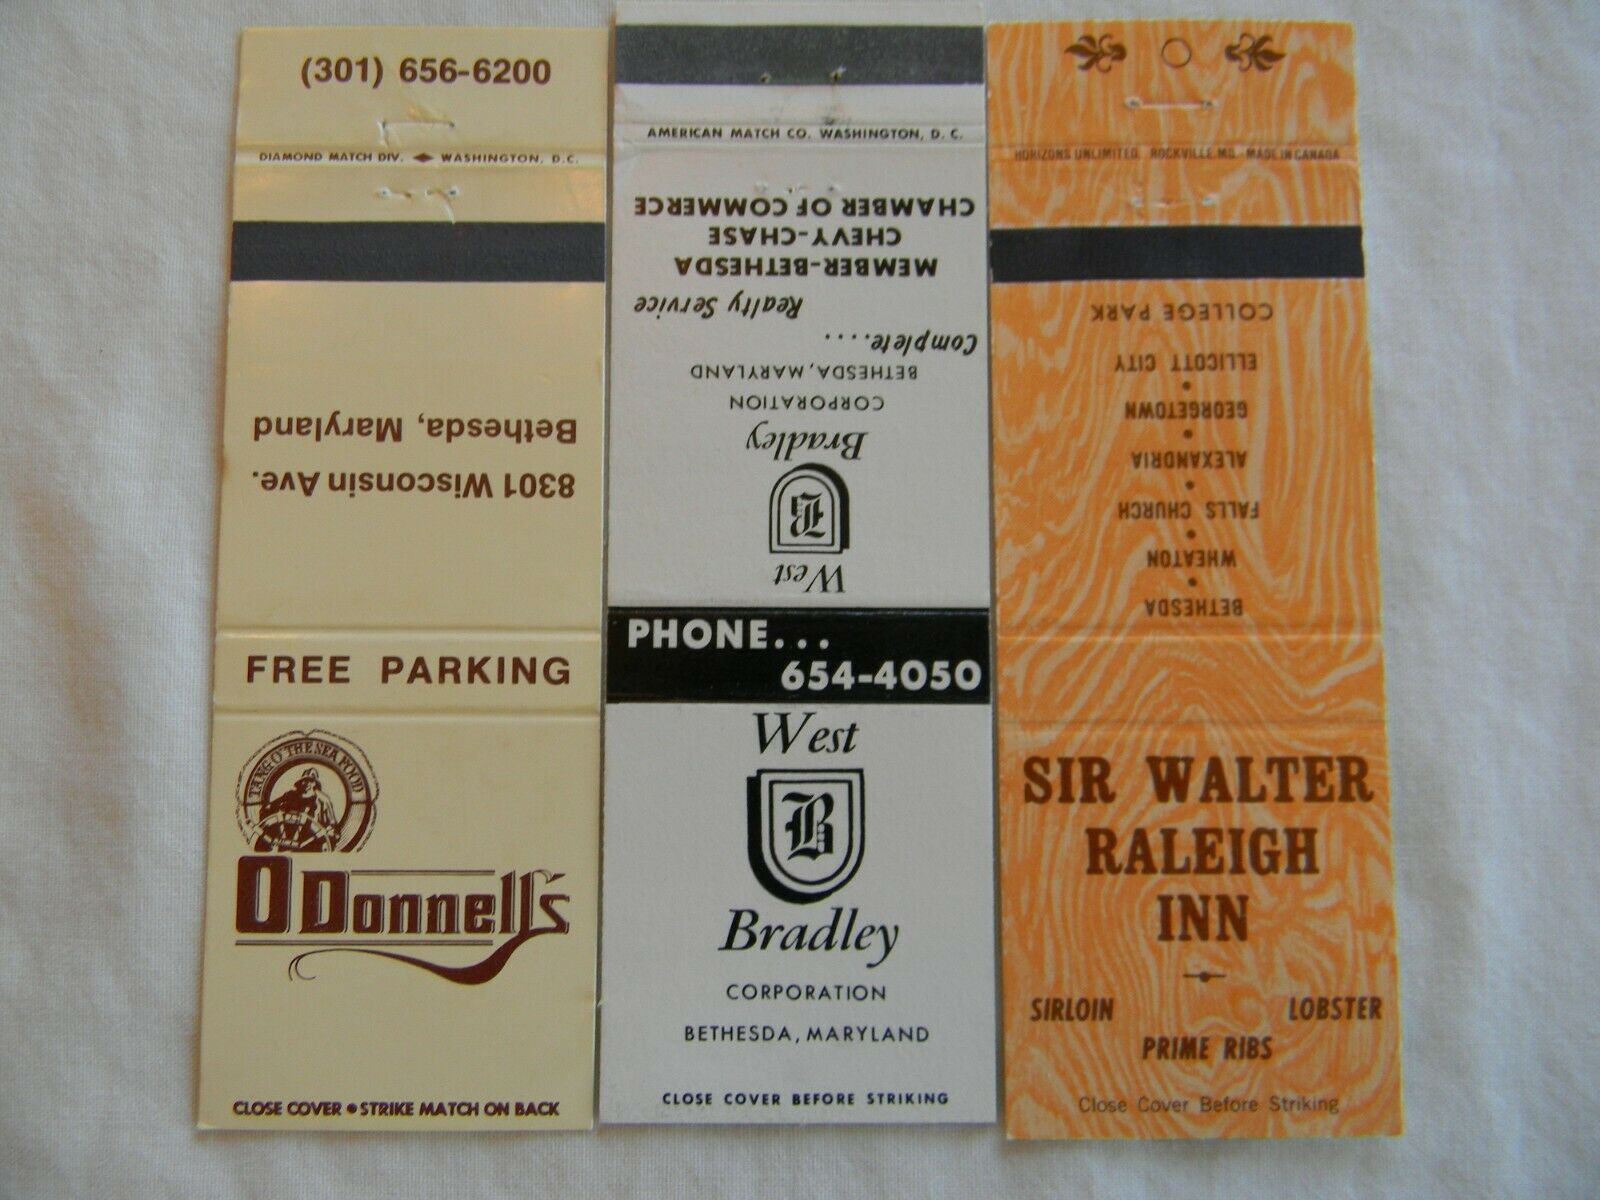 (301) 656-6200
DIAMOND MATCH DIV. ◆ WASHINGTON, D.C.
8301 Wisconsin Ave.
Bethesda, Maryland
FREE PARKING
TANG O' THE SEA FOOD
O'Donnell's
CLOSE COVER • STRIKE MATCH ON BACK
AMERICAN MATCH CO. WASHINGTON, D. C.
West
B
Bradley
CORPORATION
BETHESDA, MARYLAND
Complete....
Realty Service
MEMBER-BETHESDA
CHEVY-CHASE
CHAMBER OF COMMERCE
PHONE...
654-4050
West
B
Bradley
CORPORATION
BETHESDA, MARYLAND
CLOSE COVER BEFORE STRIKING
HORIZONS UNLIMITED, ROCKVILLE, MD. MADE IN CANADA
BETHESDA
•
WHEATON
•
FALLS CHURCH
•
ALEXANDRIA
•
GEORGETOWN
•
ELLICOTT CITY
COLLEGE PARK
SIR WALTER
RALEIGH
INN
SIRLOIN LOBSTER
PRIME RIBS
Close Cover Before Striking